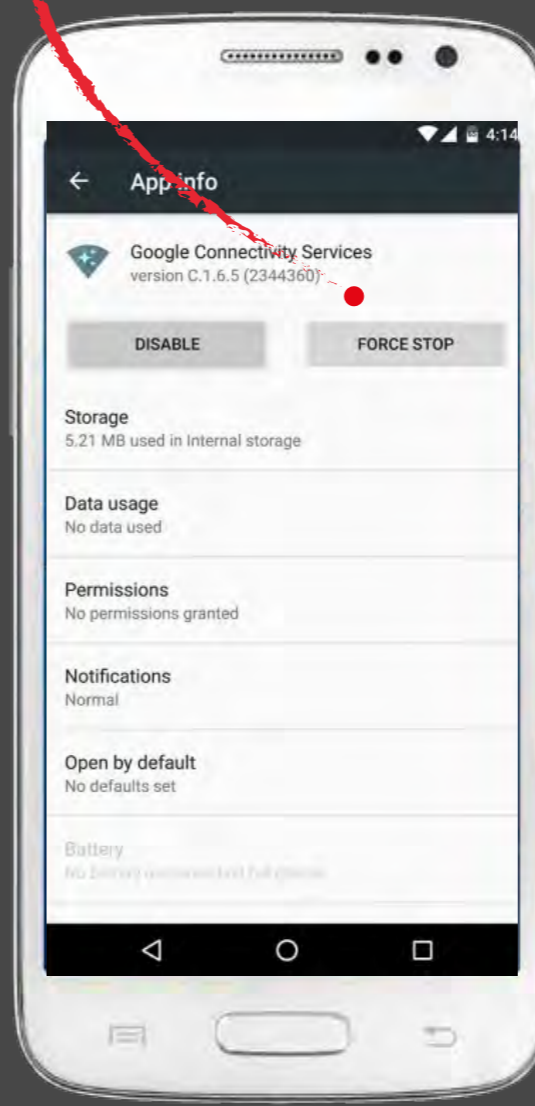 4:14
App info
Google Connectivity Services
version C.1.6.5 (2344360)
DISABLE
FORCE STOP
Storage
5.21 MB used in Internal storage
Data usage
No data used
Permissions
No permissions granted
Notifications
Normal
Open by default
No defaults set
Battery